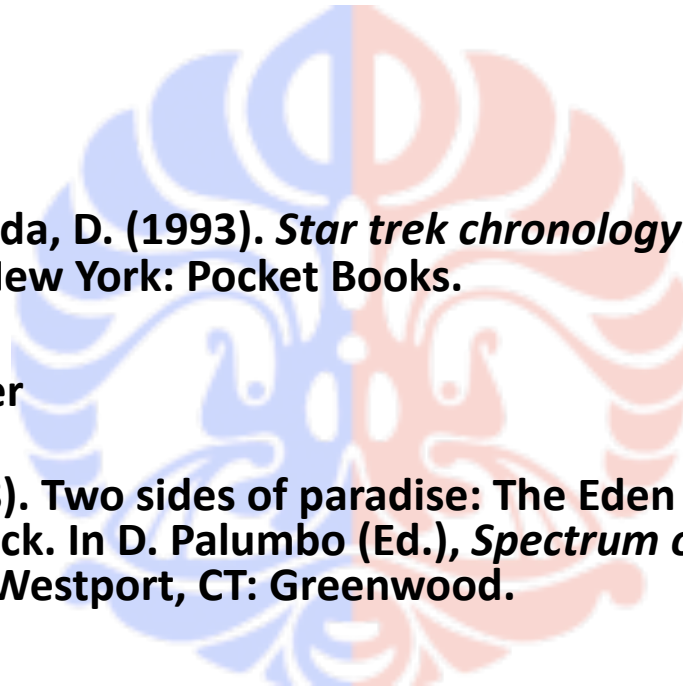 da, D. (1993). Star trek chronology
New York: Pocket Books.
er
). Two sides of paradise: The Eden
ck. In D. Palumbo (Ed.), Spectrum o
Westport, CT: Greenwood.